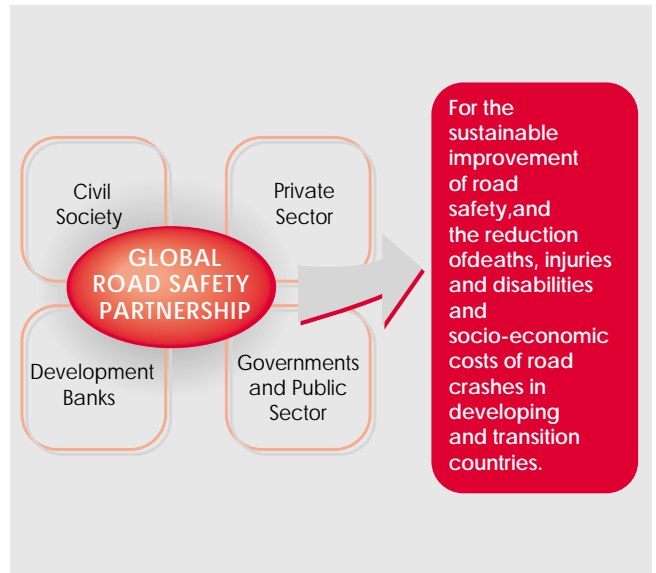 Civil
Society
Private
Sector
GLOBAL
ROAD SAFETY
PARTNERSHIP
Development
Banks
Governments
and Public
Sector
For the
sustainable
improvement
of road
safety,and
the reduction
ofdeaths, injuries
and disabilities
and
socio-economic
costs of road
crashes in
developing
and transition
countries.